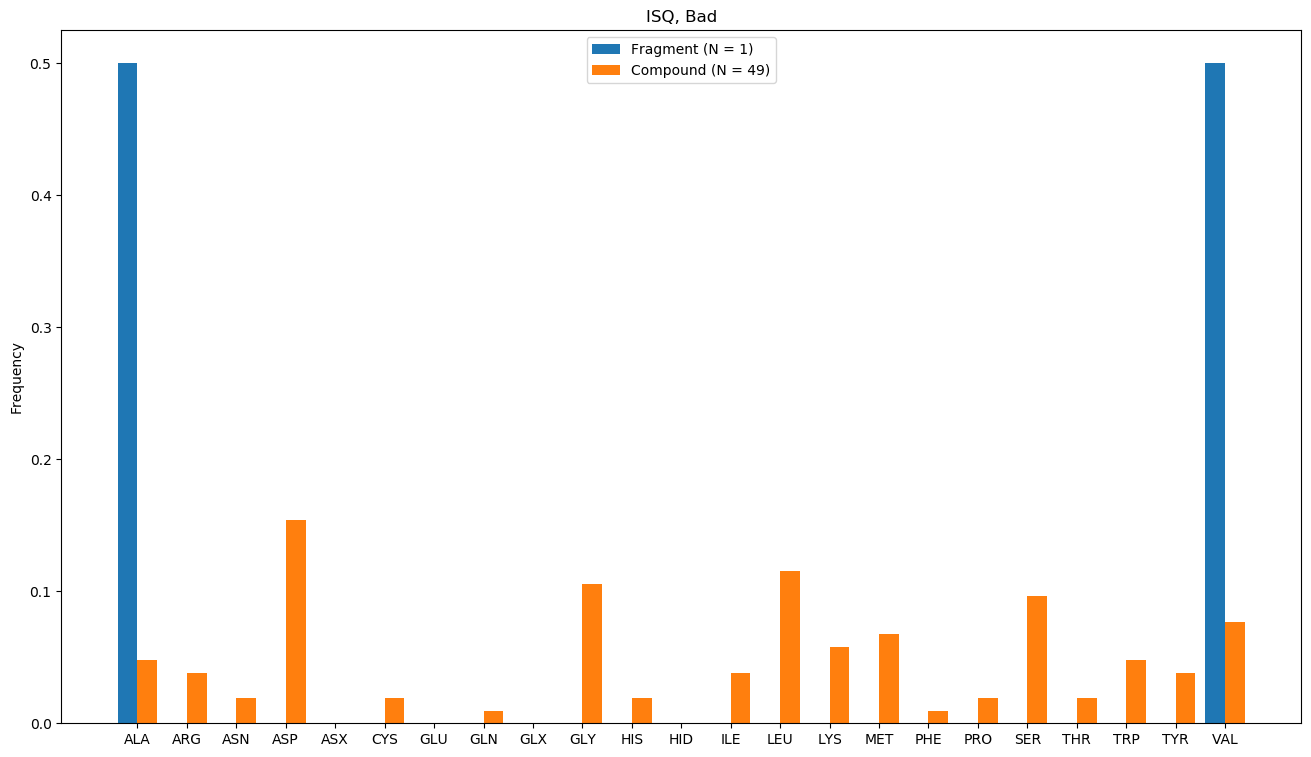 ISQ, Bad
Fragment (N = 1)
Compound (N = 49)
Frequency
0.5
0.4
0.3
0.2
0.1
0.0
ALA ARG ASN ASP ASX CYS GLU GLN GLX GLY HIS HID ILE LEU LYS MET PHE PRO SER THR TRP TYR VAL